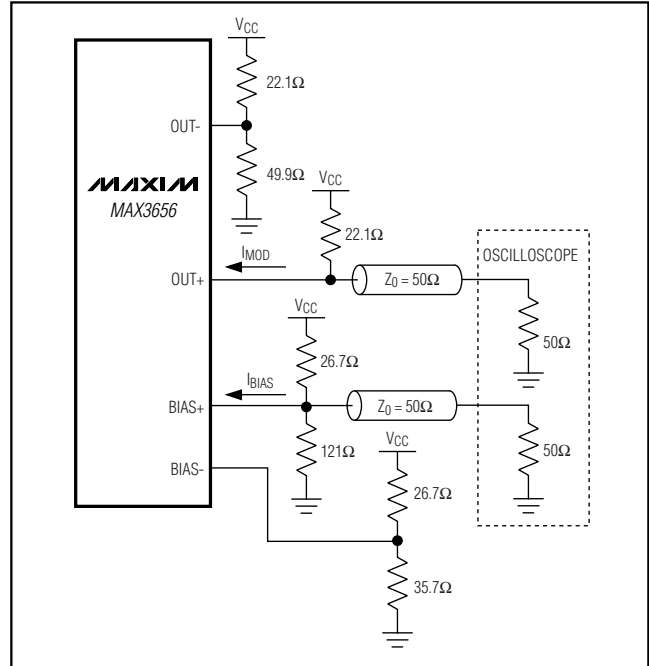 VCC
22.1Ω
OUT-
49.9Ω
MAXIM
MAX3656
VCC
22.1Ω
OSCILLOSCOPE
IMOD
OUT+
Z0 = 50Ω
50Ω
VCC
26.7Ω
IBIAS
BIAS+
Z0 = 50Ω
50Ω
121Ω
VCC
BIAS-
26.7Ω
35.7Ω